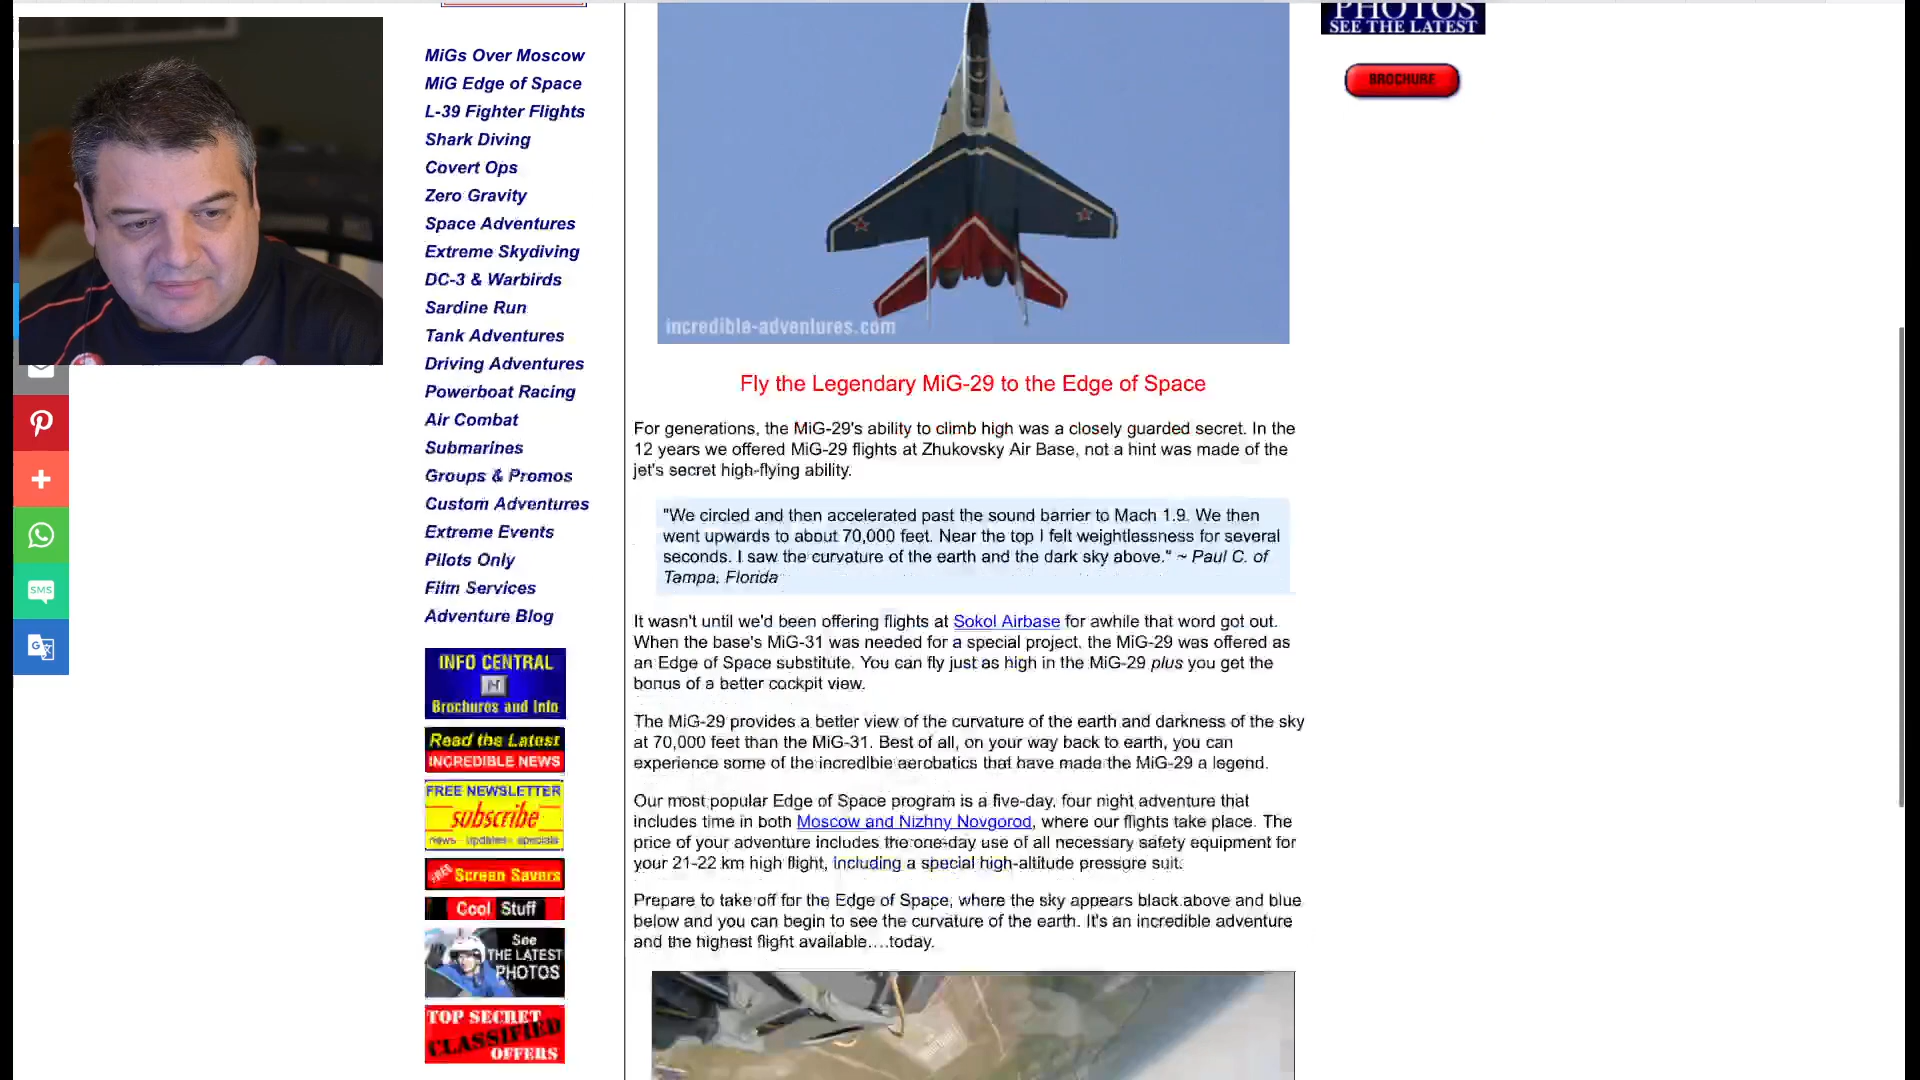 PHOTOS
SEE THE LATEST
BROCHURE
MiGs Over Moscow
MiG Edge of Space
L-39 Fighter Flights
Shark Diving
Covert Ops
Zero Gravity
Space Adventures
Extreme Skydiving
DC-3 & Warbirds
Sardine Run
Tank Adventures
Driving Adventures
Powerboat Racing
Air Combat
Submarines
Groups & Promos
Custom Adventures
Extreme Events
Pilots Only
Film Services
Adventure Blog
SMS
INFO CENTRAL
Brochures and Info
Read the Latest
INCREDIBLE NEWS
FREE NEWSLETTER
subscribe
news updates specials
FREE
Screen Savers
Cool Stuff
See
THE LATEST
PHOTOS
TOP SECRET
CLASSIFIED
OFFERS
incredible-adventures.com
Fly the Legendary MiG-29 to the Edge of Space
For generations, the MiG-29's ability to climb high was a closely guarded secret. In the
12 years we offered MiG-29 flights at Zhukovsky Air Base, not a hint was made of the
jet's secret high-flying ability.
"We circled and then accelerated past the sound barrier to Mach 1.9. We then
went upwards to about 70,000 feet. Near the top I felt weightlessness for several
seconds. I saw the curvature of the earth and the dark sky above." ~ Paul C. of
Tampa, Florida
It wasn't until we'd been offering flights at Sokol Airbase for awhile that word got out.
When the base's MiG-31 was needed for a special project, the MiG-29 was offered as
an Edge of Space substitute. You can fly just as high in the MiG-29 plus you get the
bonus of a better cockpit view.
The MiG-29 provides a better view of the curvature of the earth and darkness of the sky
at 70,000 feet than the MiG-31. Best of all, on your way back to earth, you can
experience some of the incredible aerobatics that have made the MiG-29 a legend.
Our most popular Edge of Space program is a five-day, four night adventure that
includes time in both Moscow and Nizhny Novgorod, where our flights take place. The
price of your adventure includes the one-day use of all necessary safety equipment for
your 21-22 km high flight, including a special high-altitude pressure suit.
Prepare to take off for the Edge of Space, where the sky appears black above and blue
below and you can begin to see the curvature of the earth. It's an incredible adventure
and the highest flight available....today.